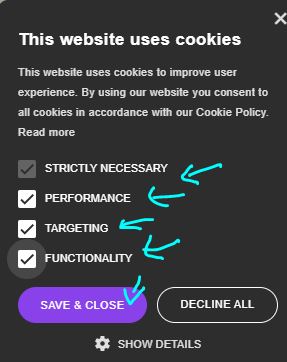 This website uses cookies
This website uses cookies to improve user
experience. By using our website you consent to
all cookies in accordance with our Cookie Policy.
Read more
STRICTLY NECESSARY
PERFORMANCE
TARGETING
FUNCTIONALITY
SAVE & CLOSE
DECLINE ALL
SHOW DETAILS